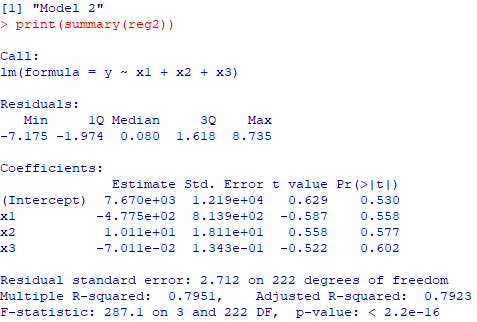 [1] "Model 2"
> print(summary(reg2))
Call:
lm(formula = y ~ x1 + x2 + x3)
Residuals:
Min 1Q Median 3Q Max
-7.175 -1.974 0.080 1.618 8.735
Coefficients:
Estimate Std. Error t value Pr(>|t|)
(Intercept) 7.670e+03 1.219e+04 0.629 0.530
x1 -4.775e+02 8.139e+02 -0.587 0.558
x2 1.011e+01 1.811e+01 0.558 0.577
x3 -7.011e-02 1.343e-01 -0.522 0.602
Residual standard error: 2.712 on 222 degrees of freedom
Multiple R-squared: 0.7951, Adjusted R-squared: 0.7923
F-statistic: 287.1 on 3 and 222 DF, p-value: < 2.2e-16